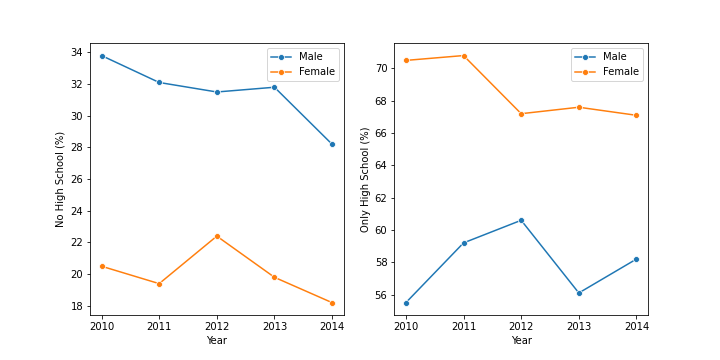 No High School (%)
34
32
30
28
26
24
22
20
18
2010 2011 2012 2013 2014
Year
Male
Female
Only High School (%)
70
68
66
64
62
60
58
56
2010 2011 2012 2013 2014
Year
Male
Female